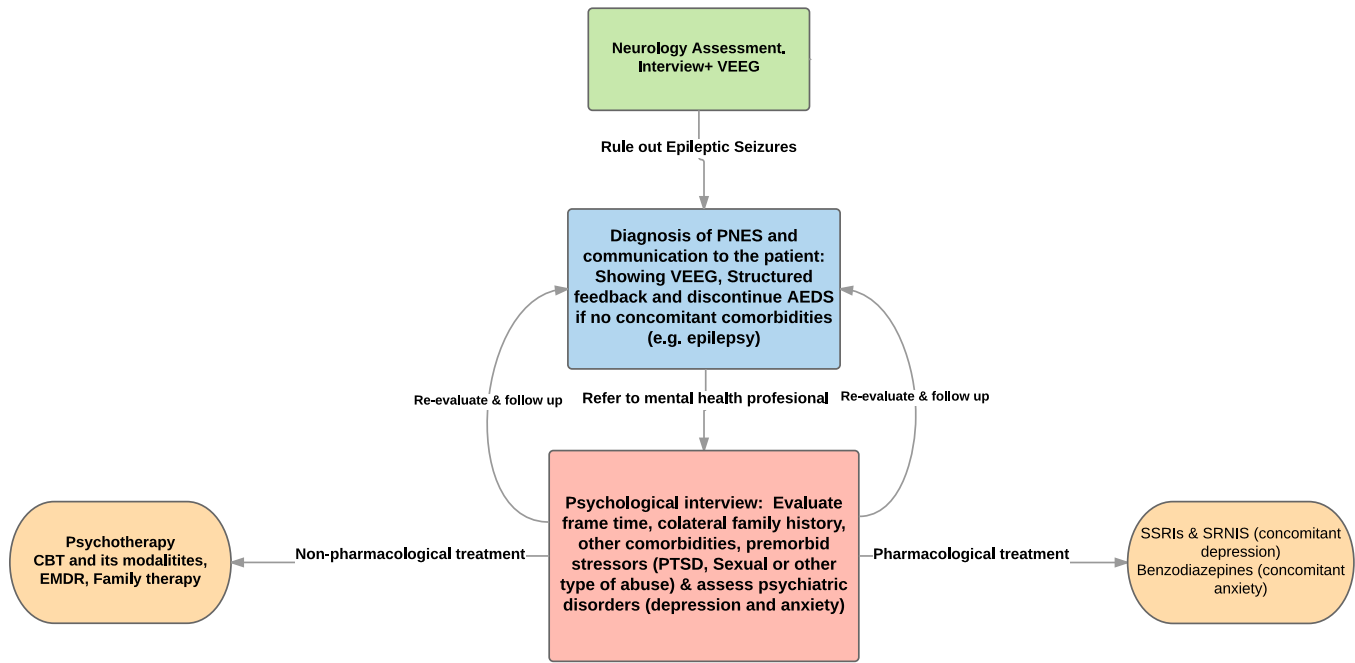 Neurology Assessment.
Interview+ VEEG
Rule out Epileptic Seizures
Diagnosis of PNES and
communication to the patient:
Showing VEEG, Structured
feedback and discontinue AEDS
if no concomitant comorbidities
(e.g. epilepsy)
Re-evaluate & follow up
Refer to mental health profesional
Re-evaluate & follow up
Psychological interview: Evaluate
frame time, colateral family history,
other comorbidities, premorbid
stressors (PTSD, Sexual or other
type of abuse) & assess psychiatric
disorders (depression and anxiety)
Non-pharmacological treatment
Pharmacological treatment
Psychotherapy
CBT and its modalitites,
EMDR, Family therapy
SSRIs & SRNIS (concomitant
depression)
Benzodiazepines (concomitant
anxiety)